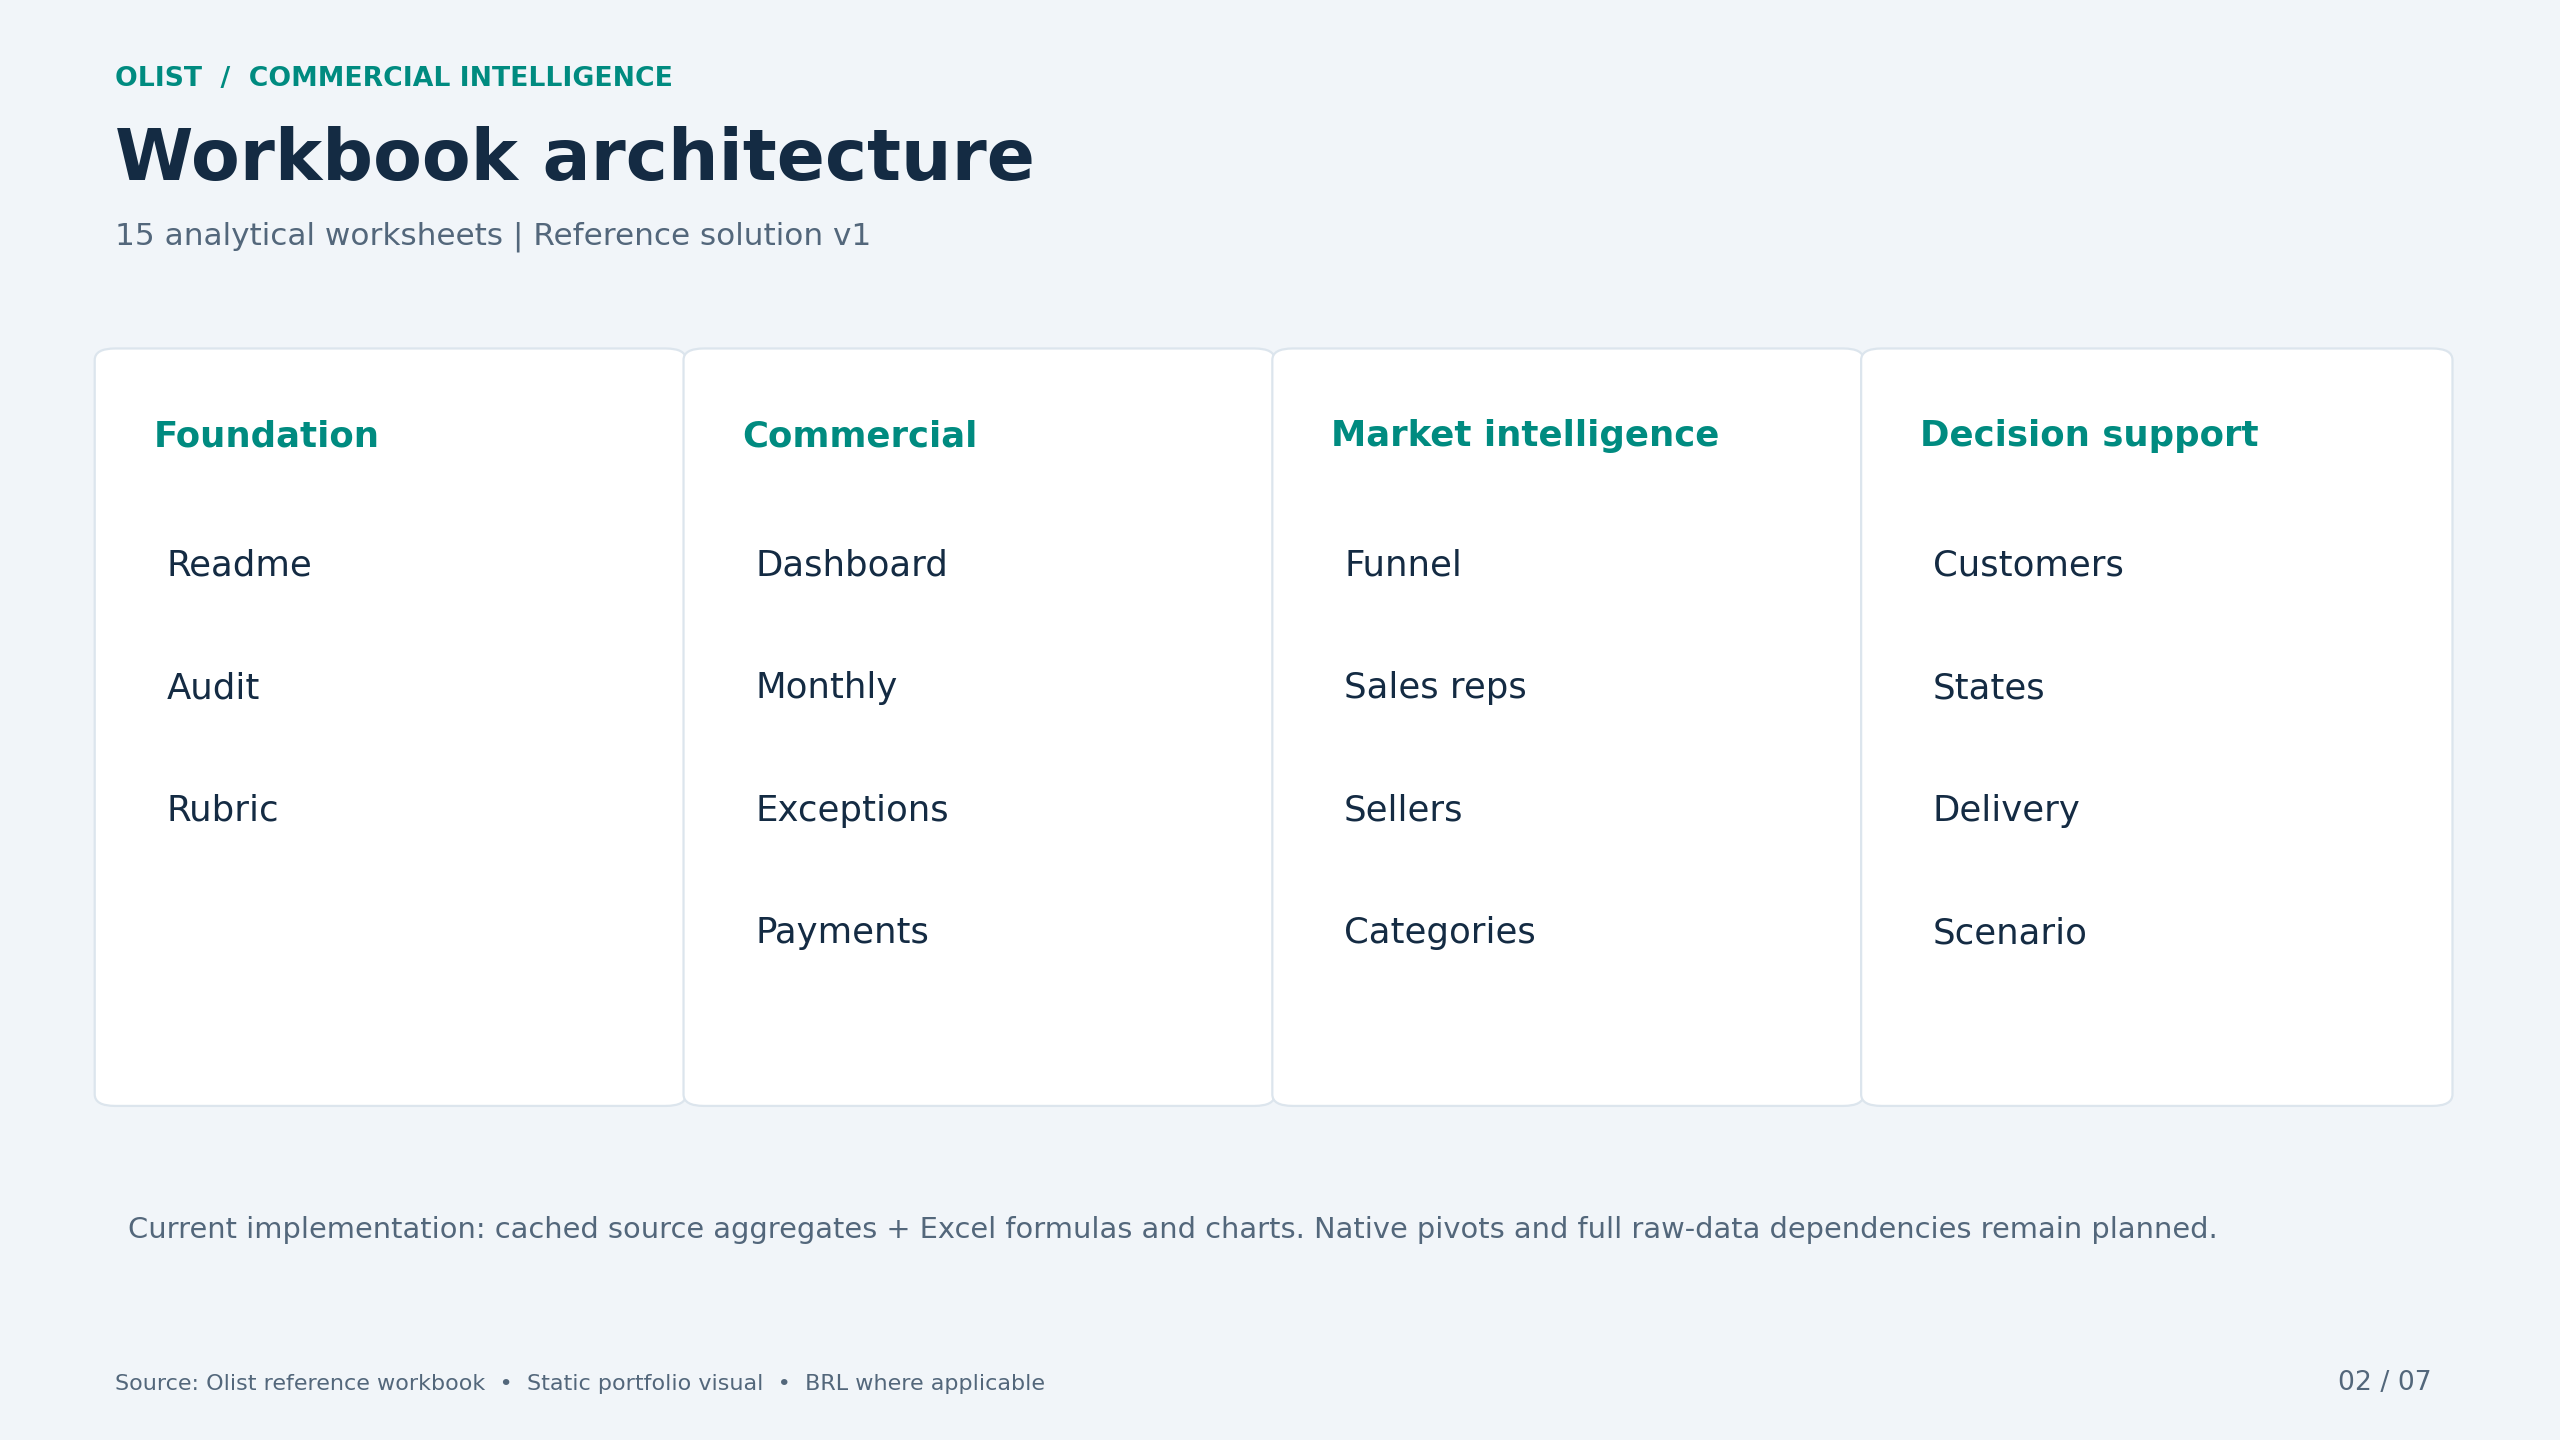 OLIST / COMMERCIAL INTELLIGENCE
Workbook architecture
15 analytical worksheets | Reference solution v1
Foundation
Readme
Audit
Rubric
Commercial
Dashboard
Monthly
Exceptions
Payments
Market intelligence
Funnel
Sales reps
Sellers
Categories
Decision support
Customers
States
Delivery
Scenario
Current implementation: cached source aggregates + Excel formulas and charts. Native pivots and full raw-data dependencies remain planned.
Source: Olist reference workbook • Static portfolio visual • BRL where applicable
02 / 07